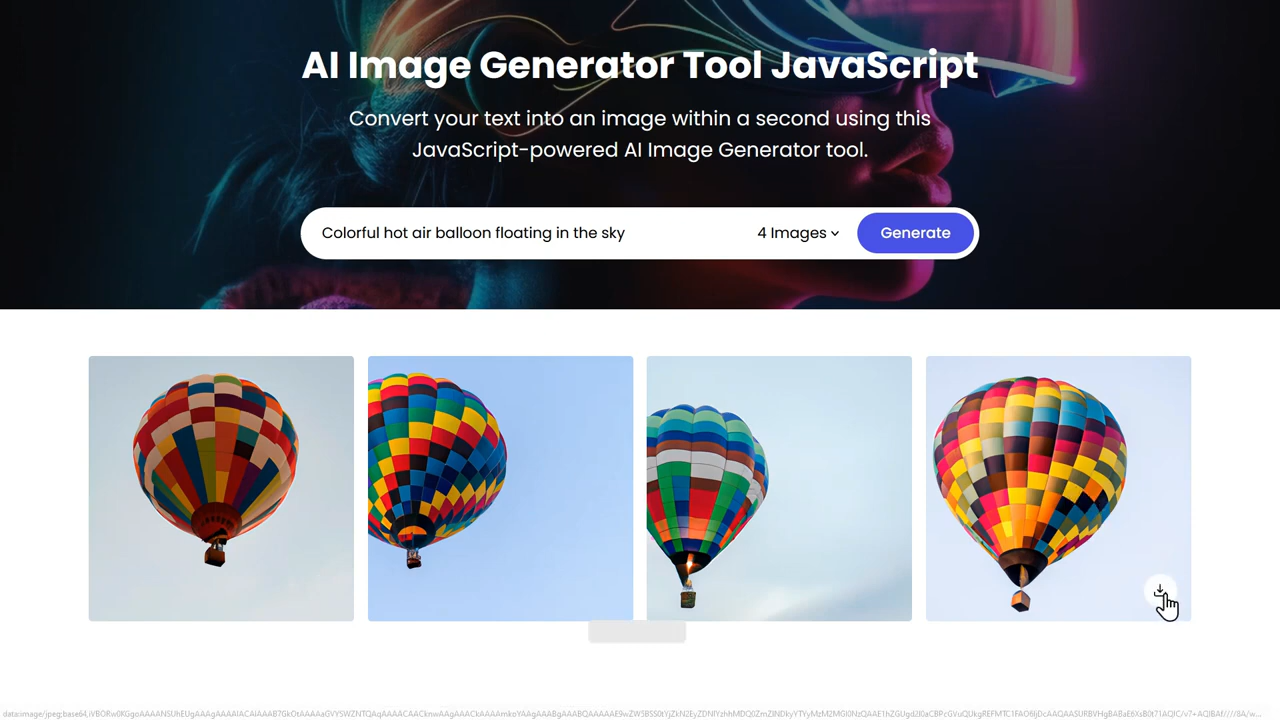 AI Image Generator Tool JavaScript
Convert your text into an image within a second using this
JavaScript-powered AI Image Generator tool.
Colorful hot air balloon floating in the sky
4 Images
Generate